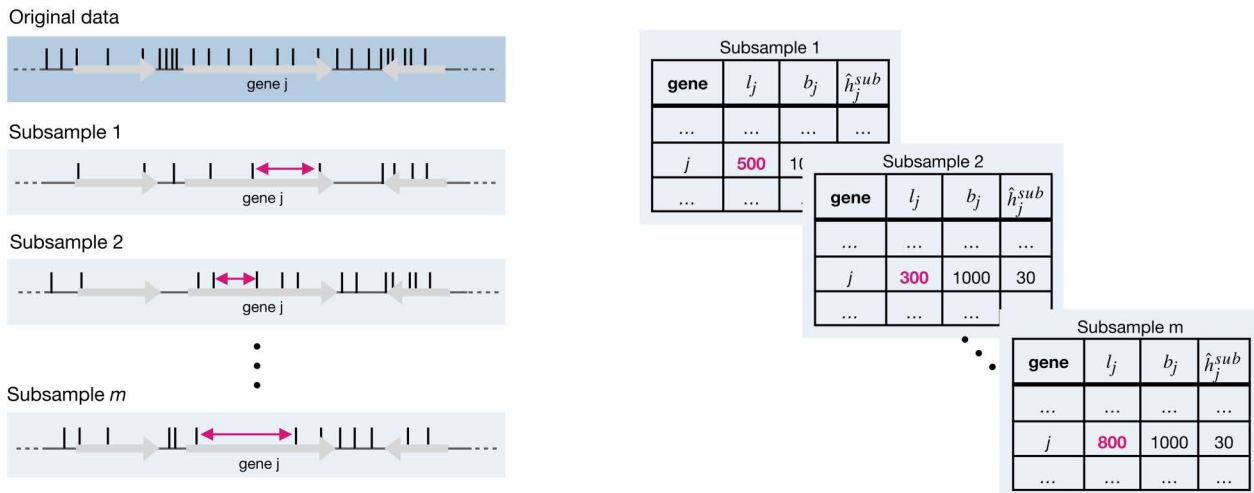 Original data
gene j
Subsample 1
gene j
Subsample 2
gene j
Subsample m
gene j
Subsample 1
gene l_j b_j ĥ_j^{sub}
... ... ... ...
j 500
... ...
Subsample 2
gene l_j b_j ĥ_j^{sub}
... ... ... ...
j 300 1000 30
... ... ...
Subsample m
gene l_j b_j ĥ_j^{sub}
... ... ... ...
j 800 1000 30
... ... ... ...